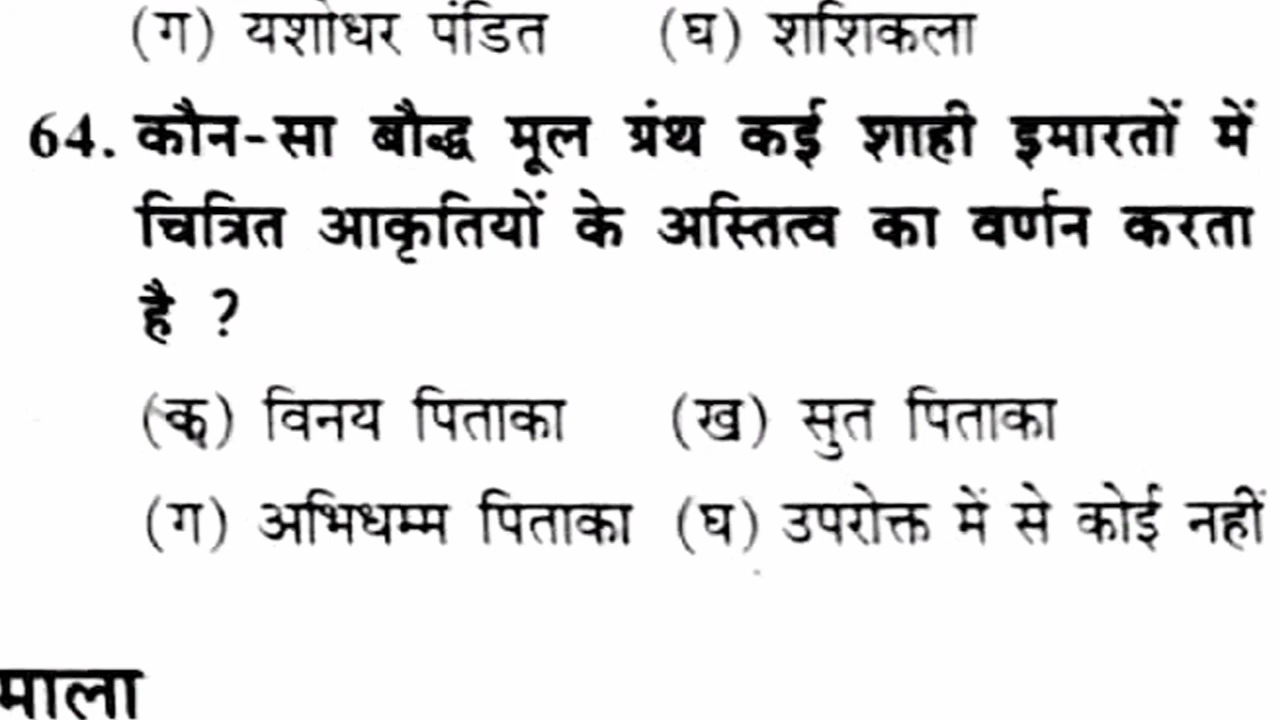 (ग) यशोधर पंडित (घ) शशिकला
64. कौन-सा बौद्ध मूल ग्रंथ कई शाही इमारतों में
चित्रित आकृतियों के अस्तित्व का वर्णन करता
है ?
(क) विनय पिताका (ख) सुत पिताका
(ग) अभिधम्म पिताका (घ) उपरोक्त में से कोई नहीं
माला